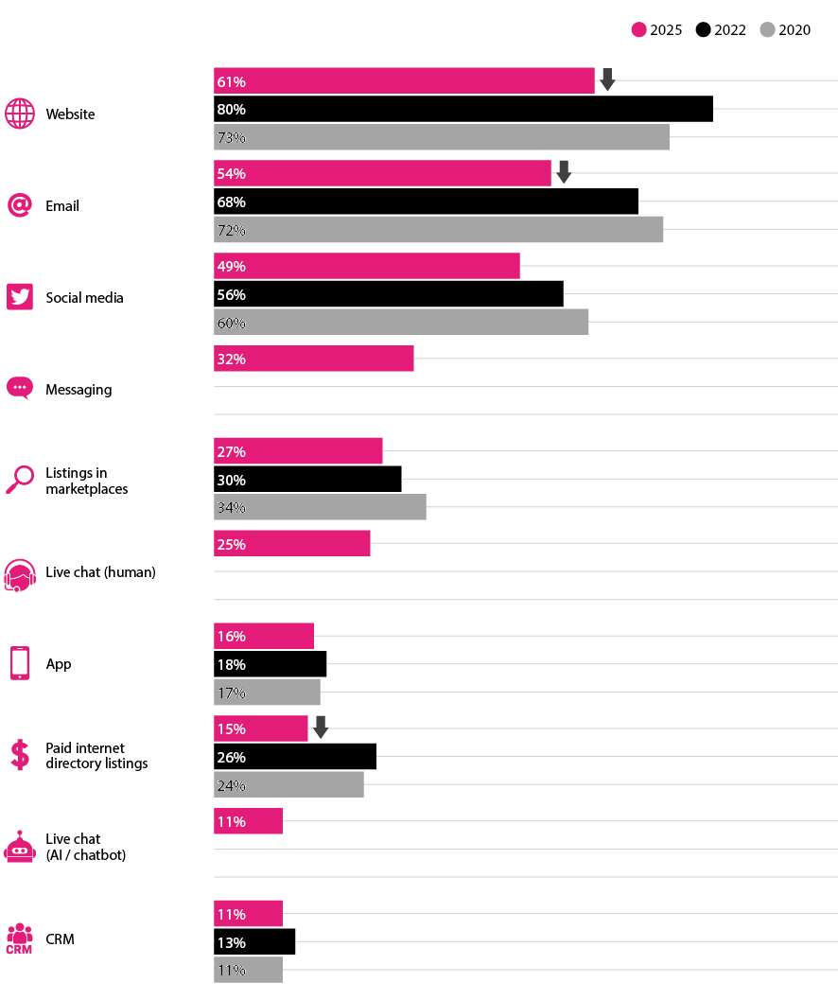 2025 2022 2020
61%
80%
Website
73%
54%
68%
Email
72%
49%
56%
Social media
60%
32%
Messaging
27%
Listings in
marketplaces
30%
34%
25%
Live chat (human)
16%
18%
App
17%
15%
Paid internet
directory listings
26%
24%
11%
Live chat
(AI / chatbot)
11%
13%
CRM
CRM
11%